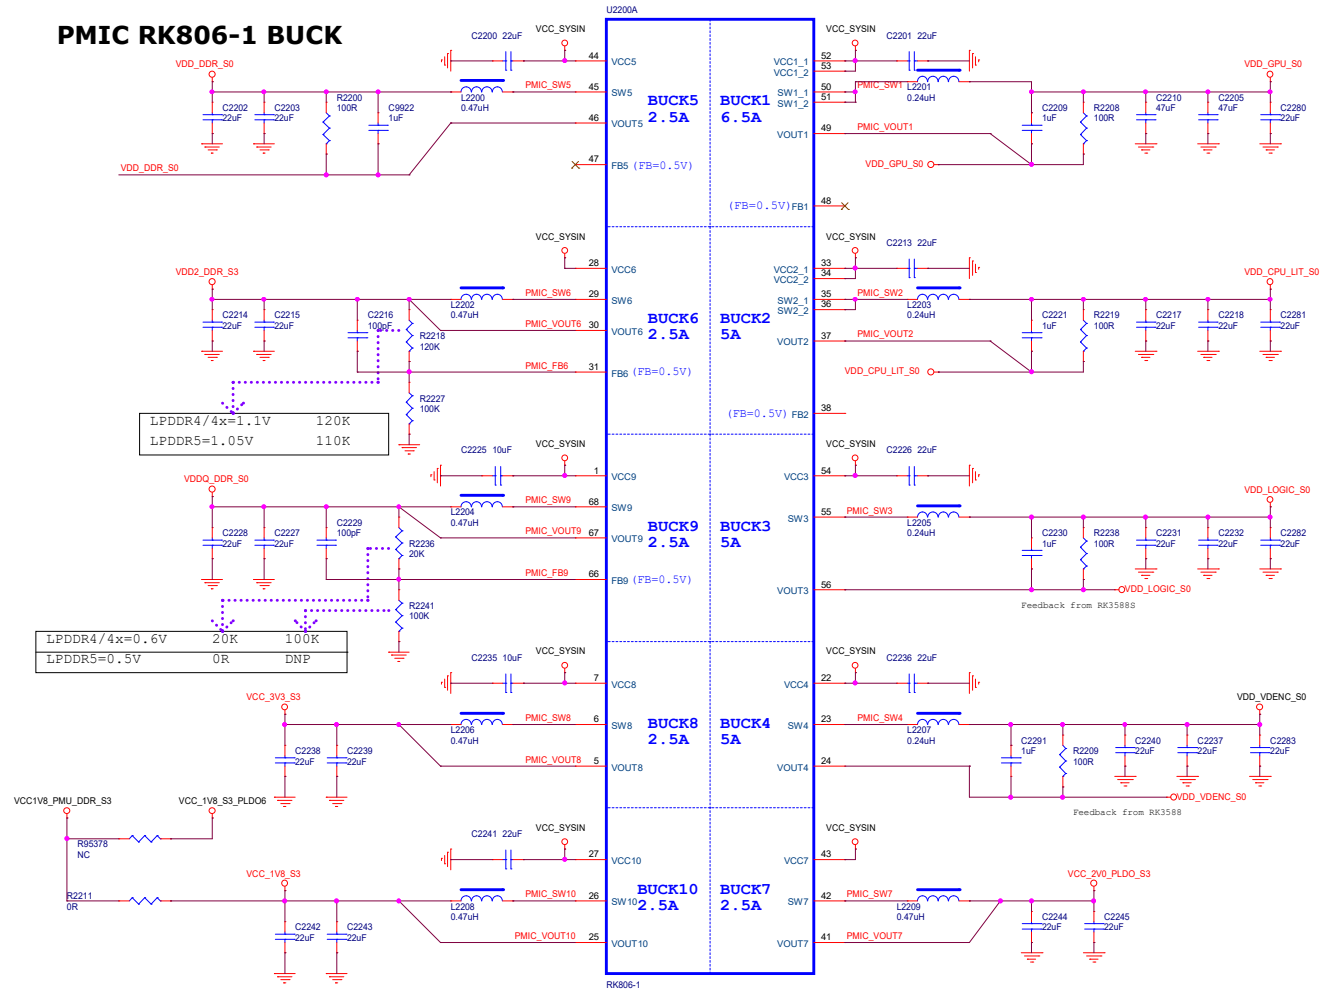 PMIC RK806-1 BUCK
U2200A
VDD_DDR_S0
C2200 22uF
VCC_SYSIN
44 VCC5
PMIC_SW5 45 SW5
L2200
0.47uH
C2202
22uF
C2203
22uF
R2200
100R
C9922
1uF
46 VOUT5
VDD_DDR_S0
47 FB5 (FB=0.5V)
BUCK5
2.5A
BUCK1
6.5A
VCC_SYSIN
C2201 22uF
52 VCC1_1
53 VCC1_2
50 SW1_1 PMIC_SW1
51 SW1_2
L2201
0.24uH
VDD_GPU_S0
C2209
1uF
R2208
100R
C2210
47uF
C2205
47uF
C2280
22uF
VOUT1 49 PMIC_VOUT1
VDD_GPU_S0
(FB=0.5V) FB1 48
VCC_SYSIN
28 VCC6
VDD2_DDR_S3
PMIC_SW6 29 SW6
L2202
0.47uH
C2214
22uF
C2215
22uF
C2216
100pF
R2218
120K
PMIC_VOUT6 30 VOUT6
PMIC_FB6 31 FB6 (FB=0.5V)
R2227
100K
BUCK6
2.5A
LPDDR4/4x=1.1V 120K
LPDDR5=1.05V 110K
BUCK2
5A
VCC_SYSIN
C2213 22uF
VCC2_1 33
VCC2_2 34
SW2_1 35 PMIC_SW2
SW2_2 36
L2203
0.24uH
VDD_CPU_LIT_S0
C2221
1uF
R2219
100R
C2217
22uF
C2218
22uF
C2281
22uF
VOUT2 37 PMIC_VOUT2
VDD_CPU_LIT_S0
(FB=0.5V) FB2 38
C2225 10uF
VCC_SYSIN
1 VCC9
VDDQ_DDR_S0
PMIC_SW9 68 SW9
L2204
0.47uH
C2228
22uF
C2227
22uF
C2229
100pF
R2236
20K
PMIC_VOUT9 67 VOUT9
PMIC_FB9 66 FB9 (FB=0.5V)
R2241
100K
BUCK9
2.5A
LPDDR4/4x=0.6V 20K 100K
LPDDR5=0.5V 0R DNP
BUCK3
5A
VCC_SYSIN
C2226 22uF
VCC3 54
SW3 55 PMIC_SW3
L2205
0.24uH
VDD_LOGIC_S0
C2230
1uF
R2238
100R
C2231
22uF
C2232
22uF
C2282
22uF
VOUT3 56
VDD_LOGIC_S0
Feedback from RK3588S
C2235 10uF
VCC_SYSIN
7 VCC8
VCC_3V3_S3
PMIC_SW8 6 SW8
L2206
0.47uH
C2238
22uF
C2239
22uF
PMIC_VOUT8 5 VOUT8
BUCK8
2.5A
BUCK4
5A
VCC_SYSIN
C2236 22uF
VCC4 22
SW4 23 PMIC_SW4
L2207
0.24uH
VDD_VDENC_S0
C2291
1uF
R2209
100R
C2240
22uF
C2237
22uF
C2283
22uF
VOUT4 24
VDD_VDENC_S0
Feedback from RK3588
VCC1V8_PMU_DDR_S3
VCC_1V8_S3_PLDO6
R95378
NC
C2241 22uF
VCC_SYSIN
27 VCC10
VCC_1V8_S3
R2211
0R
PMIC_SW10 26 SW10
L2208
0.47uH
C2242
22uF
C2243
22uF
PMIC_VOUT10 25 VOUT10
BUCK10
2.5A
BUCK7
2.5A
VCC_SYSIN
VCC7 43
SW7 42 PMIC_SW7
L2209
0.47uH
VCC_2V0_PLDO_S3
C2244
22uF
C2245
22uF
VOUT7 41 PMIC_VOUT7
RK806-1